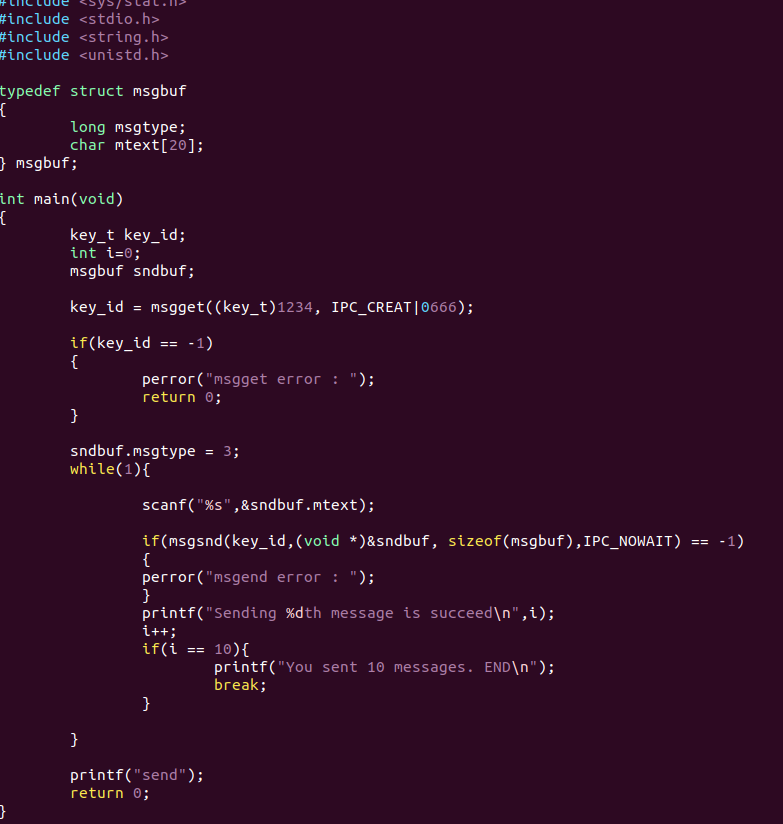 #include <sys/stat.h>
#include <stdio.h>
#include <string.h>
#include <unistd.h>
typedef struct msgbuf
{
long msgtype;
char mtext[20];
} msgbuf;
int main(void)
{
key_t key_id;
int i=0;
msgbuf sndbuf;
key_id = msgget((key_t)1234, IPC_CREAT|0666);
if(key_id == -1)
{
perror("msgget error : ");
return 0;
}
sndbuf.msgtype = 3;
while(1){
scanf("%s",&sndbuf.mtext);
if(msgsnd(key_id,(void *)&sndbuf, sizeof(msgbuf),IPC_NOWAIT) == -1)
{
perror("msgend error : ");
}
printf("Sending %dth message is succeed\n",i);
i++;
if(i == 10){
printf("You sent 10 messages. END\n");
break;
}
}
printf("send");
return 0;
}